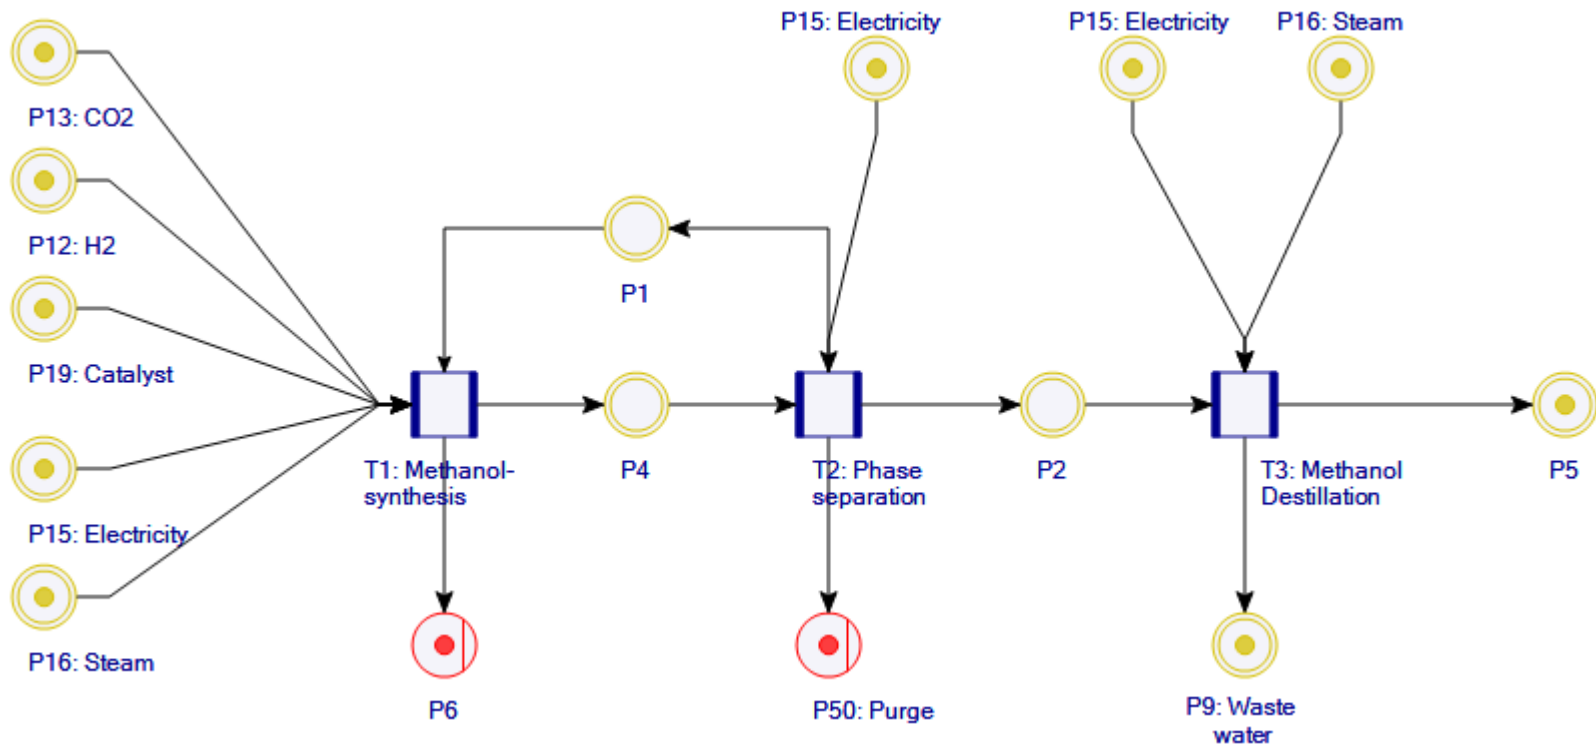 P15: Electricity
P15: Electricity
P16: Steam
P13: CO2
P12: H2
P1
P19: Catalyst
T1: Methanol-
synthesis
P4
T2: Phase
separation
P2
T3: Methanol
Destillation
P5
P15: Electricity
P16: Steam
P6
P50: Purge
P9: Waste
water